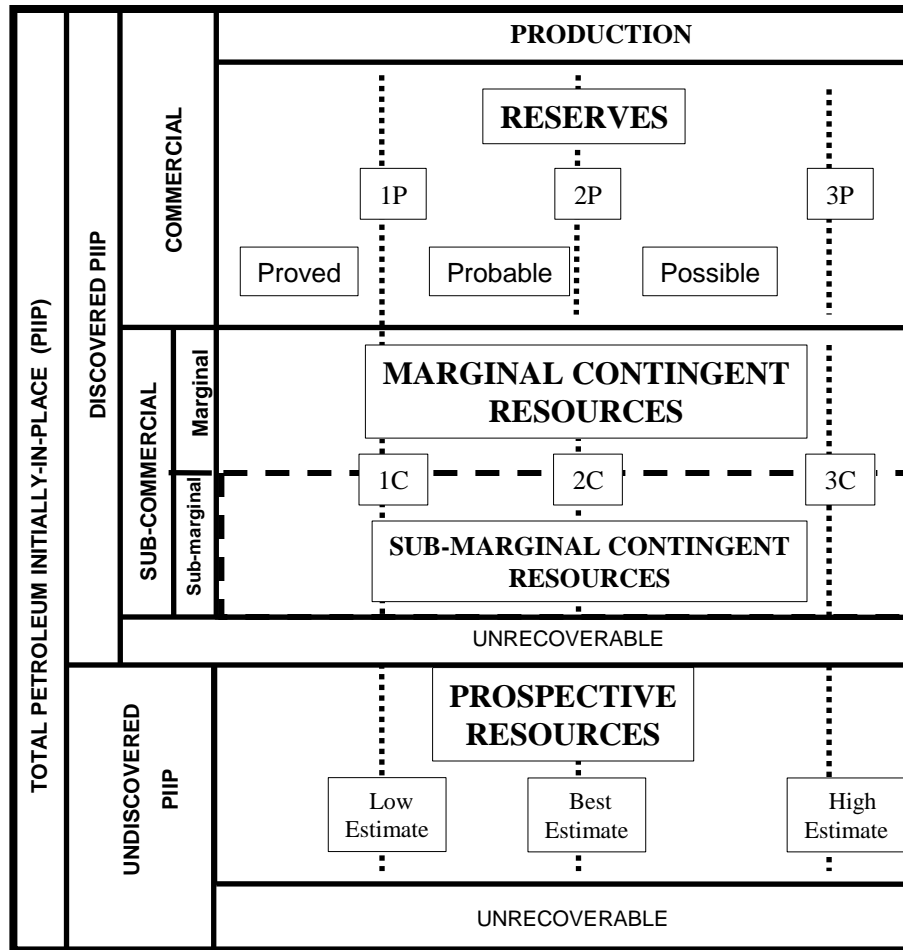 TOTAL PETROLEUM INITIALLY-IN-PLACE (PIIP)
DISCOVERED PIIP
COMMERCIAL
PRODUCTION
RESERVES
1P
2P
3P
Proved
Probable
Possible
SUB-COMMERCIAL
Marginal
MARGINAL CONTINGENT
RESOURCES
1C
2C
3C
Sub-marginal
SUB-MARGINAL CONTINGENT
RESOURCES
UNRECOVERABLE
UNDISCOVERED
PIIP
PROSPECTIVE
RESOURCES
Low
Estimate
Best
Estimate
High
Estimate
UNRECOVERABLE